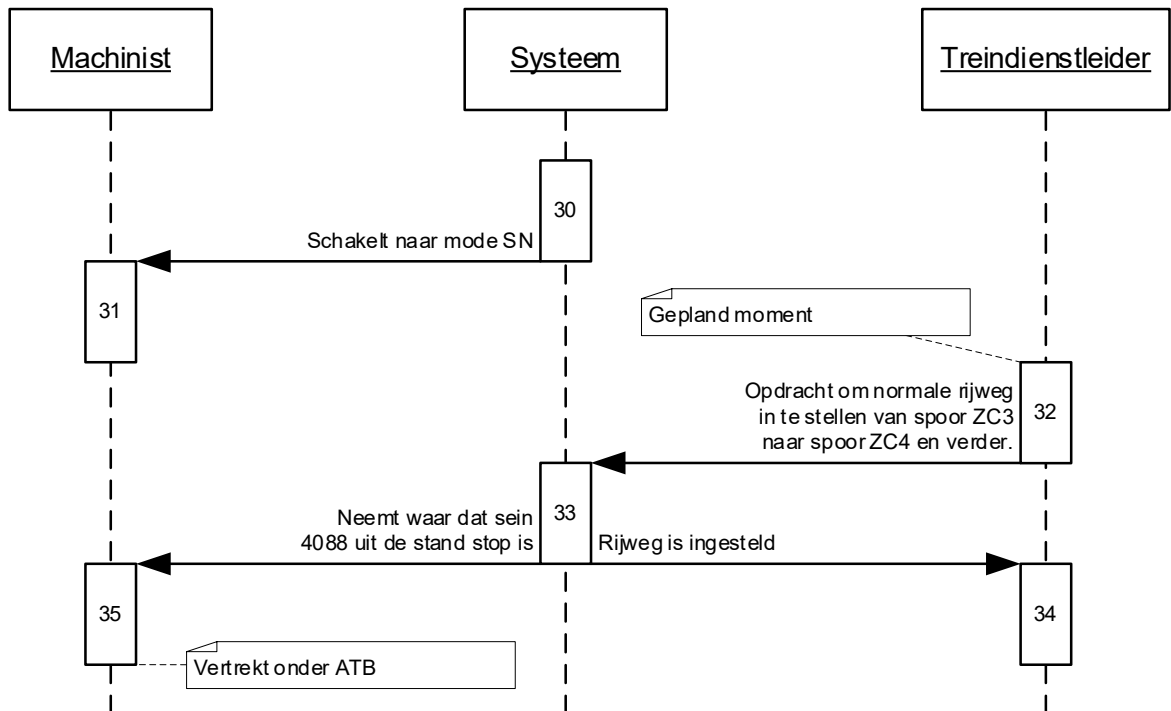 Machinist
Systeem
Treindienstleider
30
Schakelt naar mode SN
31
Gepland moment
Opdracht om normale rijweg
in te stellen van spoor ZC3
naar spoor ZC4 en verder.
32
33
Neemt waar dat sein
4088 uit de stand stop is
Rijweg is ingesteld
35
34
Vertrekt onder ATB